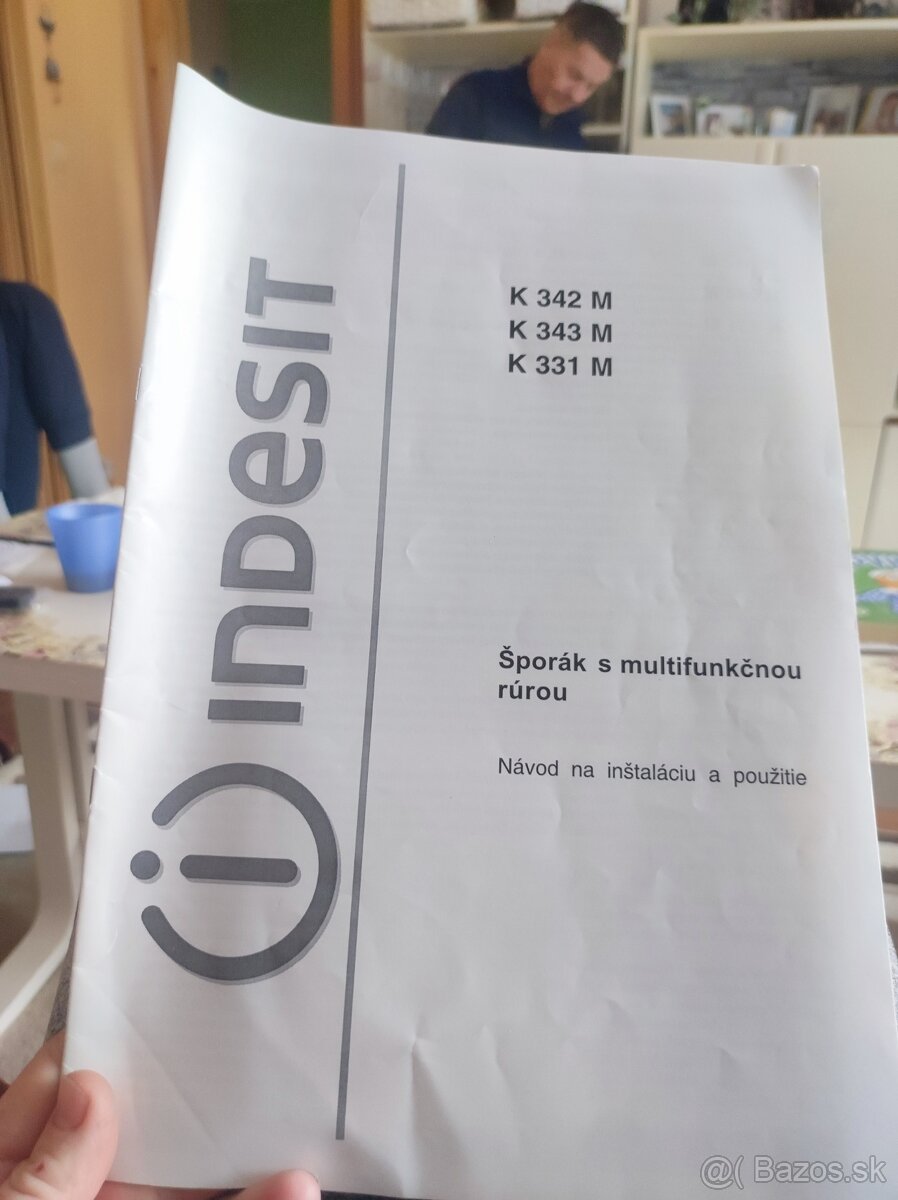 INDESIT
K 342 M
K 343 M
K 331 M
Šporák s multifunkčnou
rúrou
Návod na inštaláciu a použitie
@( Bazos.sk